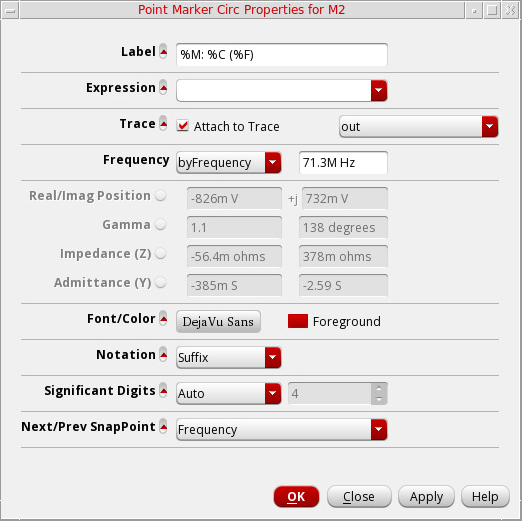 Point Marker Circ Properties for M2
Label %M: %C (%F)
Expression
Trace Attach to Trace out
Frequency byFrequency 71.3M Hz
Real/Imag Position -826m V +j 732m V
Gamma 1.1 138 degrees
Impedance (Z) -56.4m ohms 378m ohms
Admittance (Y) -385m S -2.59 S
Font/Color DejaVu Sans Foreground
Notation Suffix
Significant Digits Auto 4
Next/Prev SnapPoint Frequency
OK Close Apply Help